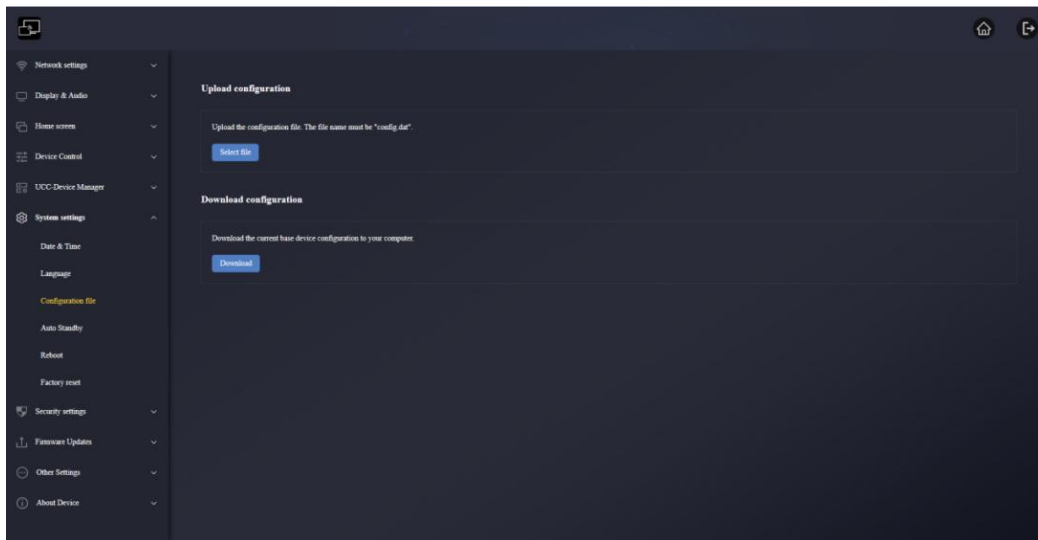 Network settings
Display & Audio
Home screen
Device Control
UCC-Device Manager
System settings
Date & Time
Language
Configuration file
Auto Standby
Reboot
Factory reset
Security settings
Firmware Updates
Other Settings
About Device
Upload configuration
Upload the configuration file. The file name must be "config.dat".
Select file
Download configuration
Download the current base device configuration to your computer.
Download